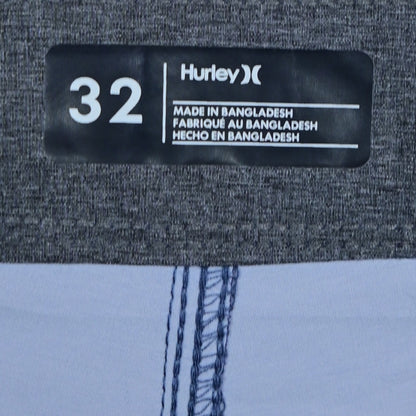 32
Hurley
MADE IN BANGLADESH
FABRIQUÉ AU BANGLADESH
HECHO EN BANGLADESH